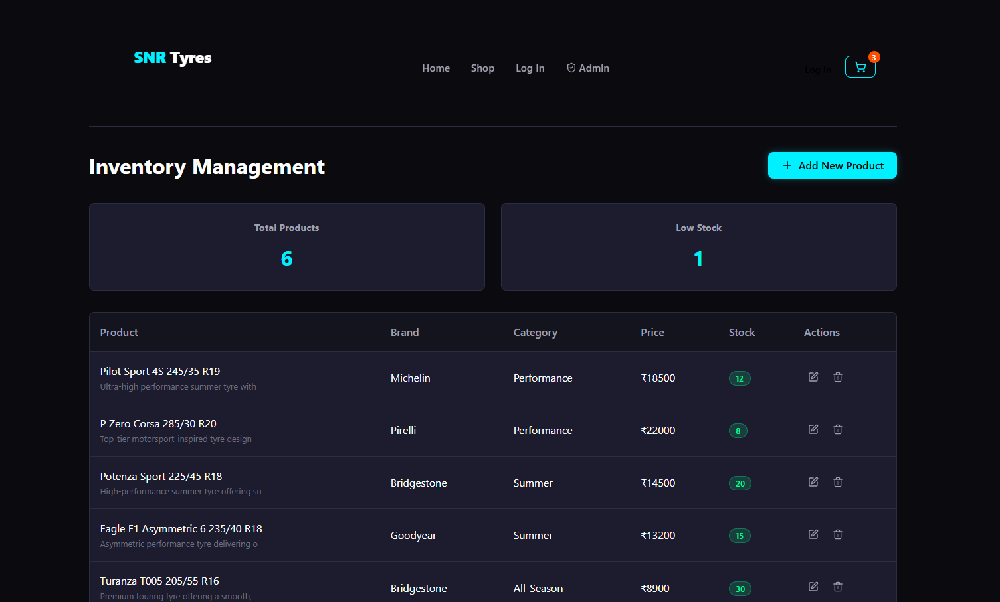 SNR Tyres
Home Shop Log In Admin
Log In
3
Inventory Management
+ Add New Product
Total Products
6
Low Stock
1
Product Brand Category Price Stock Actions
Pilot Sport 4S 245/35 R19
Ultra-high performance summer tyre with
Michelin Performance ₹18500 12
P Zero Corsa 285/30 R20
Top-tier motorsport-inspired tyre design
Pirelli Performance ₹22000 8
Potenza Sport 225/45 R18
High-performance summer tyre offering su
Bridgestone Summer ₹14500 20
Eagle F1 Asymmetric 6 235/40 R18
Asymmetric performance tyre delivering o
Goodyear Summer ₹13200 15
Turanza T005 205/55 R16
Premium touring tyre offering a smooth,
Bridgestone All-Season ₹8900 30